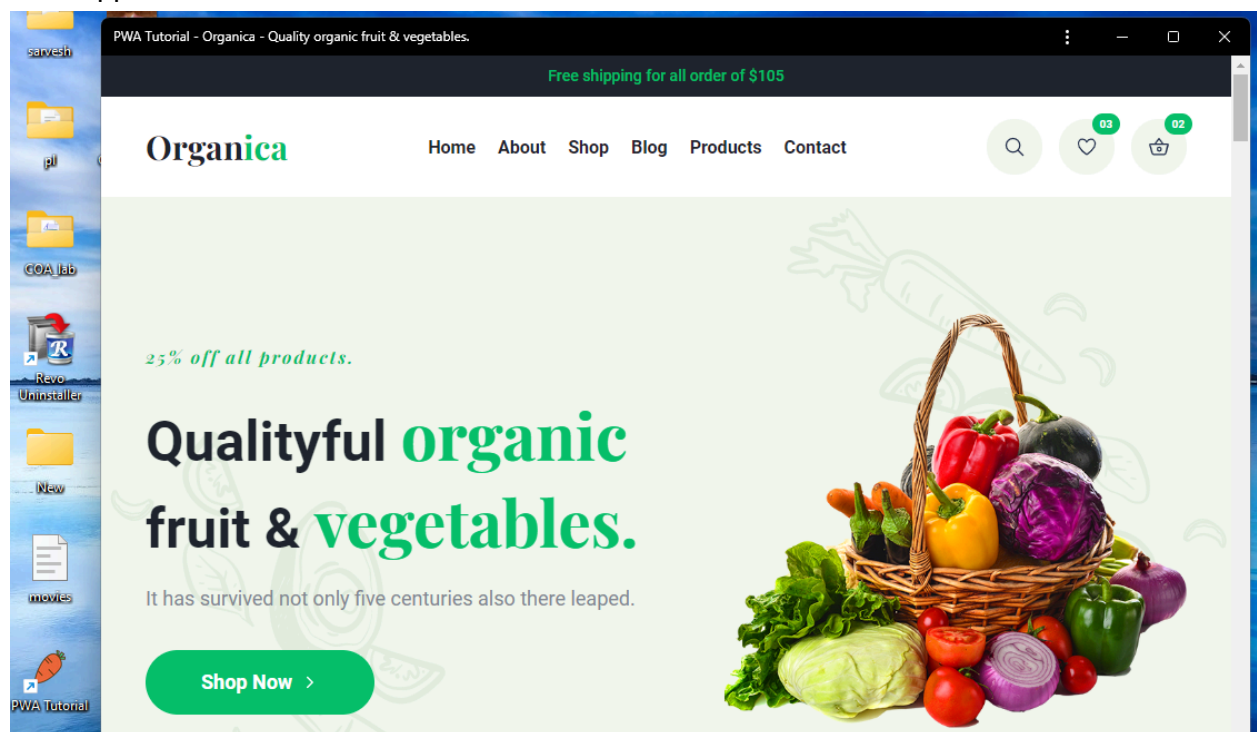 sarvesh
pll
COA_lab
Revo
Uninstaller
New
movies
PWA Tutorial
PWA Tutorial - Organica - Quality organic fruit & vegetables.
Free shipping for all order of $105
Organica
Home About Shop Blog Products Contact
03 02
25% off all products.
Qualityful organic
fruit & vegetables.
It has survived not only five centuries also there leaped.
Shop Now